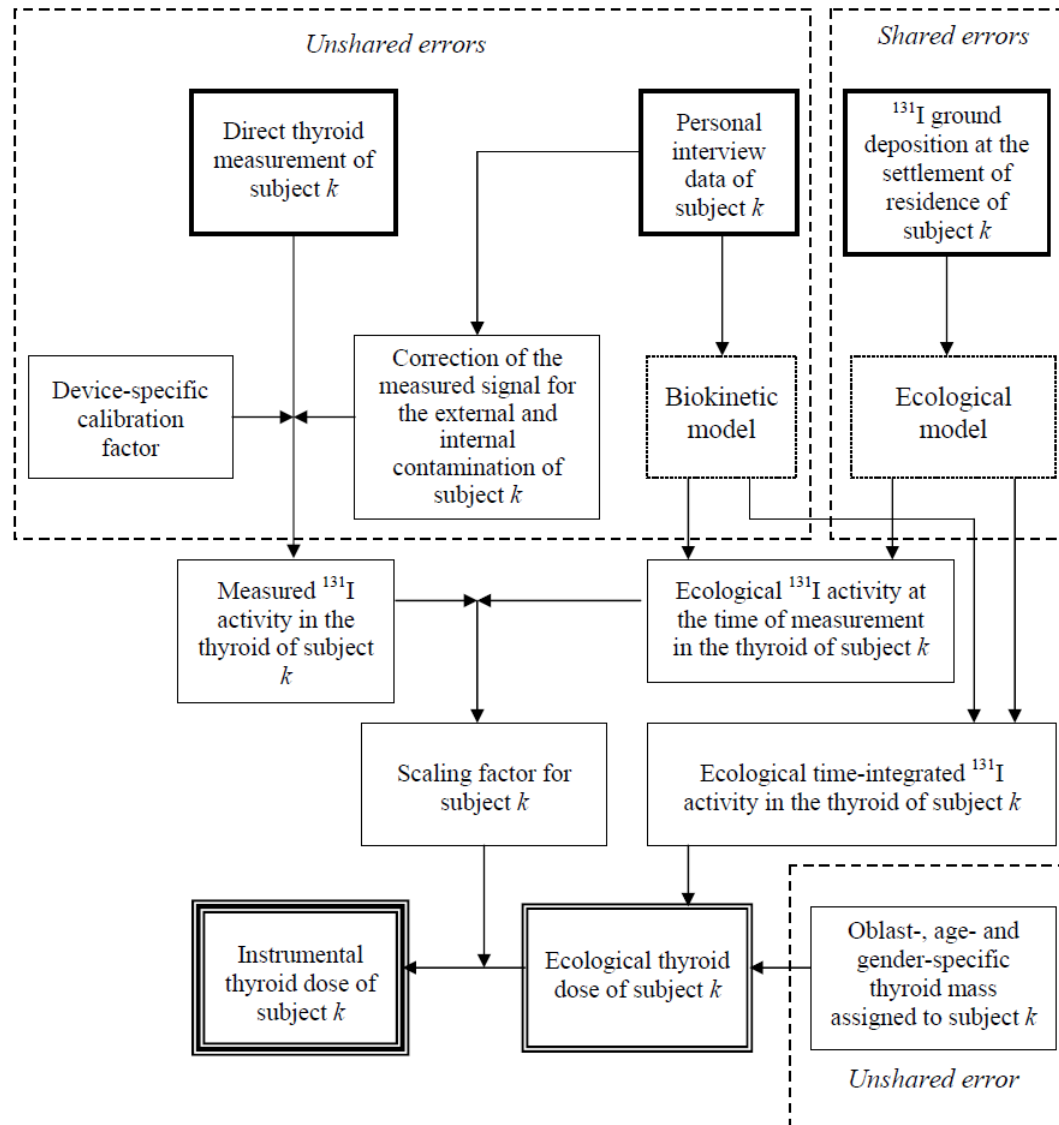 Unshared errors
Shared errors
Direct thyroid
measurement of
subject k
Personal
interview
data of
subject k
¹³¹I ground
deposition at the
settlement of
residence of
subject k
Device-specific
calibration
factor
Correction of the
measured signal for
the external and
internal
contamination of
subject k
Biokinetic
model
Ecological
model
Measured ¹³¹I
activity in the
thyroid of subject
k
Ecological ¹³¹I activity at
the time of measurement
in the thyroid of subject k
Scaling factor for
subject k
Ecological time-integrated ¹³¹I
activity in the thyroid of subject k
Instrumental
thyroid dose of
subject k
Ecological thyroid
dose of subject k
Oblast-, age- and
gender-specific
thyroid mass
assigned to subject k
Unshared error